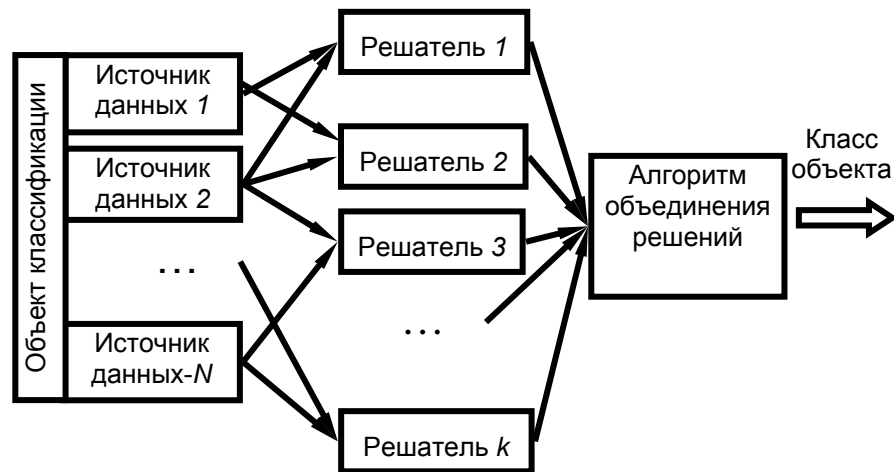 Объект классификации
Источник
данных 1
Источник
данных 2
...
Источник
данных-N
Решатель 1
Решатель 2
Решатель 3
...
Решатель k
Алгоритм
объединения
решений
Класс
объекта